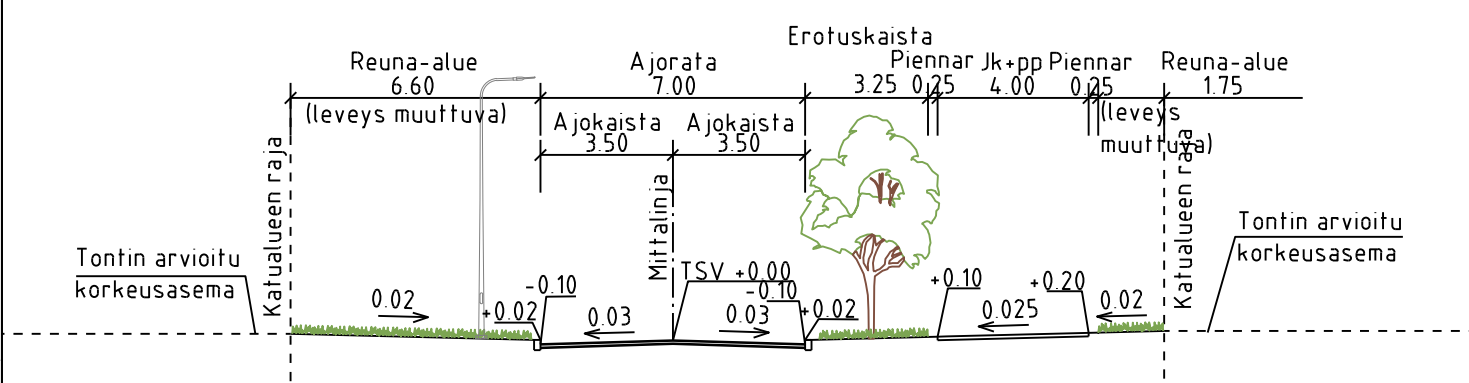 Erotuskaista
Reuna-alue Ajorata Piennar Jk+pp Piennar Reuna-alue
6.60 7.00 3.25 0.25 4.00 0.25 1.75
(leveys muuttuva) (leveys
muuttuva)
Ajokaista Ajokaista
3.50 3.50
Katualueen raja
Mittalinja
Katualueen raja
Tontin arvioitu
korkeusasema
Tontin arvioitu
korkeusasema
TSV +0.00
-0.10 -0.10 +0.10 +0.20
0.02 +0.02 0.03 0.03 +0.02 0.025 0.02